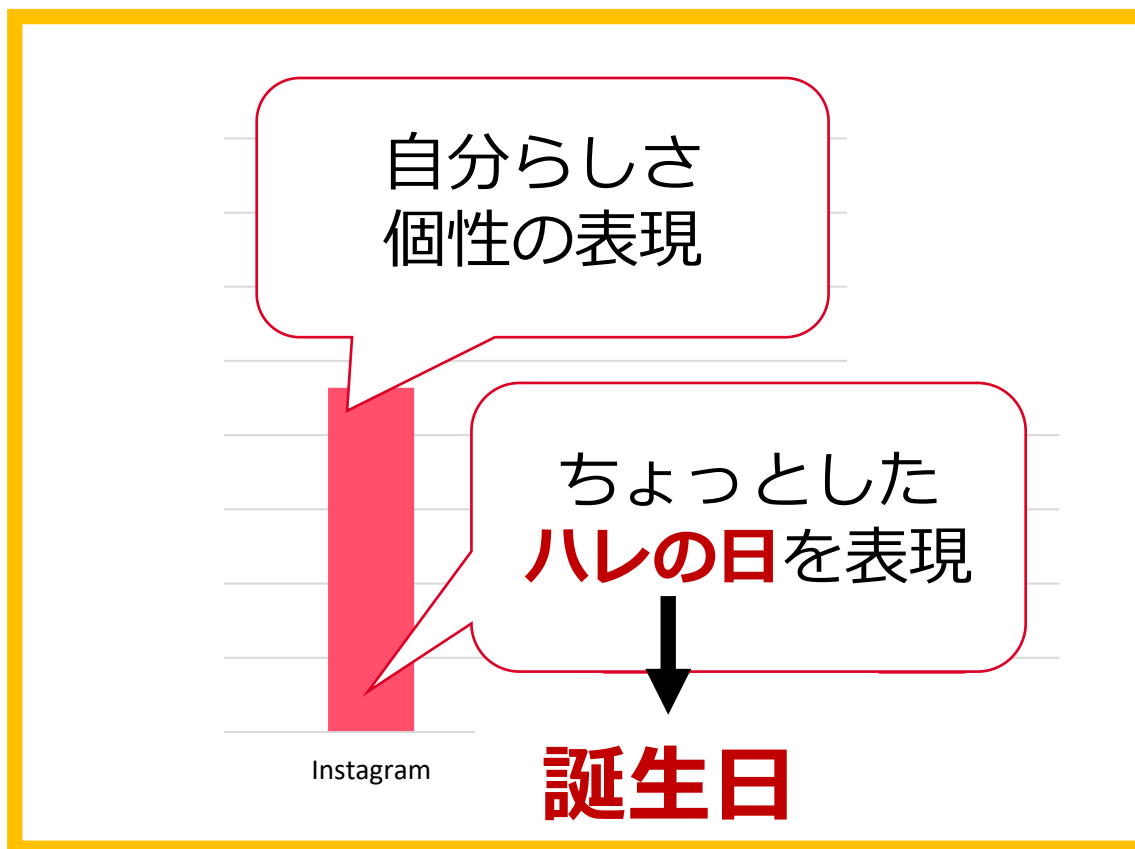 自分らしさ
個性の表現
ちょっとした
ハレの日を表現
Instagram
誕生日